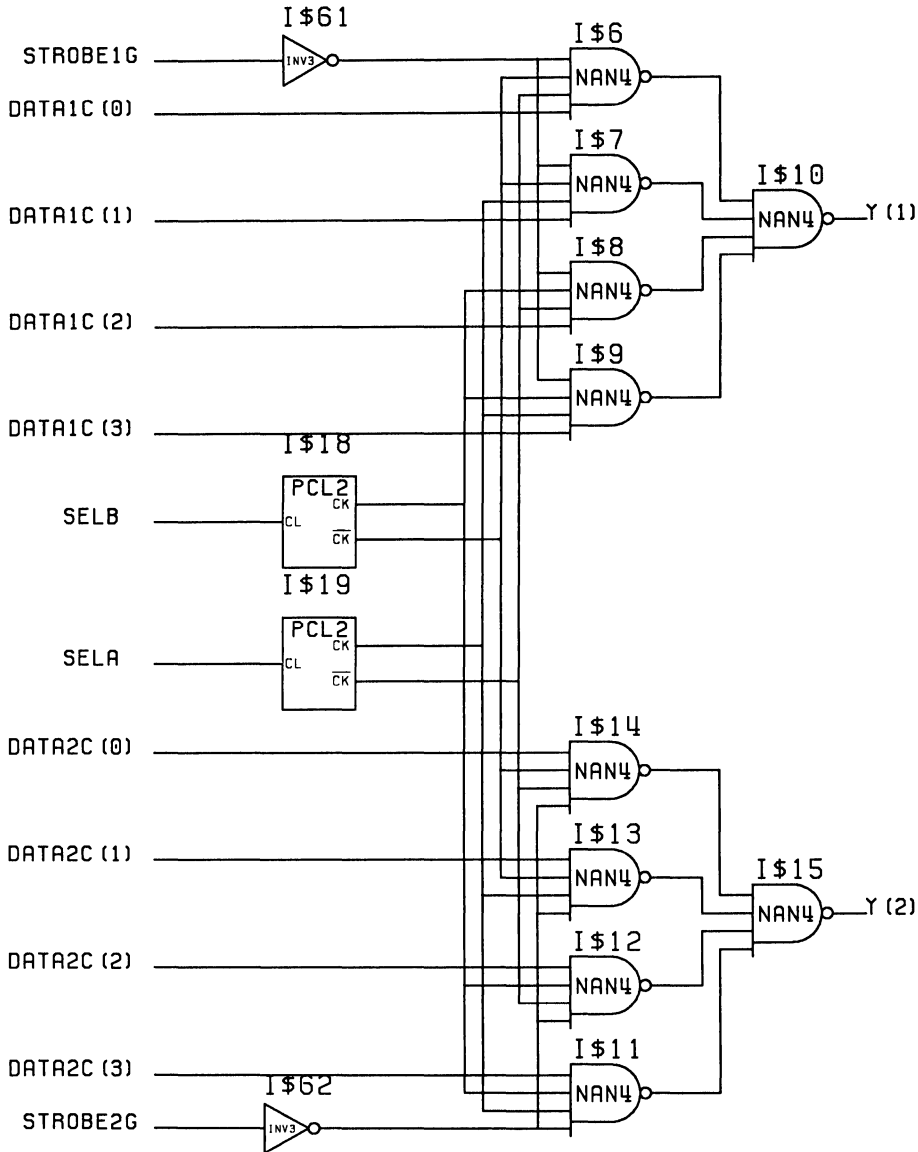 I$61
STROBE1G
INV3
I$6
NAN4
DATA1C(0)
I$7
NAN4
I$10
NAN4
Y(1)
DATA1C(1)
I$8
NAN4
DATA1C(2)
I$9
NAN4
DATA1C(3)
I$18
PCL2
CK
SELB
CL
CK
I$19
PCL2
CK
SELA
CL
CK
I$14
DATA2C(0)
NAN4
I$13
DATA2C(1)
NAN4
I$15
NAN4
Y(2)
I$12
DATA2C(2)
NAN4
I$11
DATA2C(3)
NAN4
I$62
STROBE2G
INV3